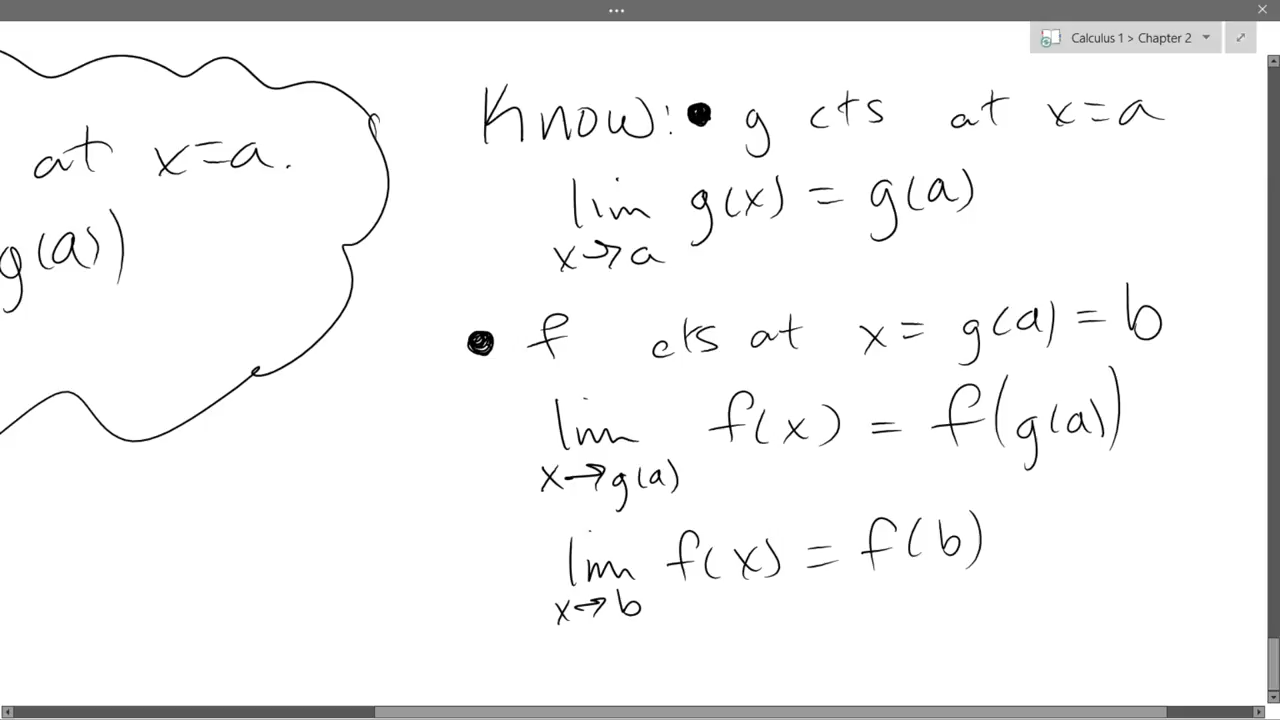 Calculus 1 > Chapter 2
at x=a.
g(a))
Know: • g cts at x=a
lim g(x) = g(a)
x→a
• f cts at x= g(a) = b
lim f(x) = f(g(a))
x→g(a)
lim f(x) = f(b)
x→b